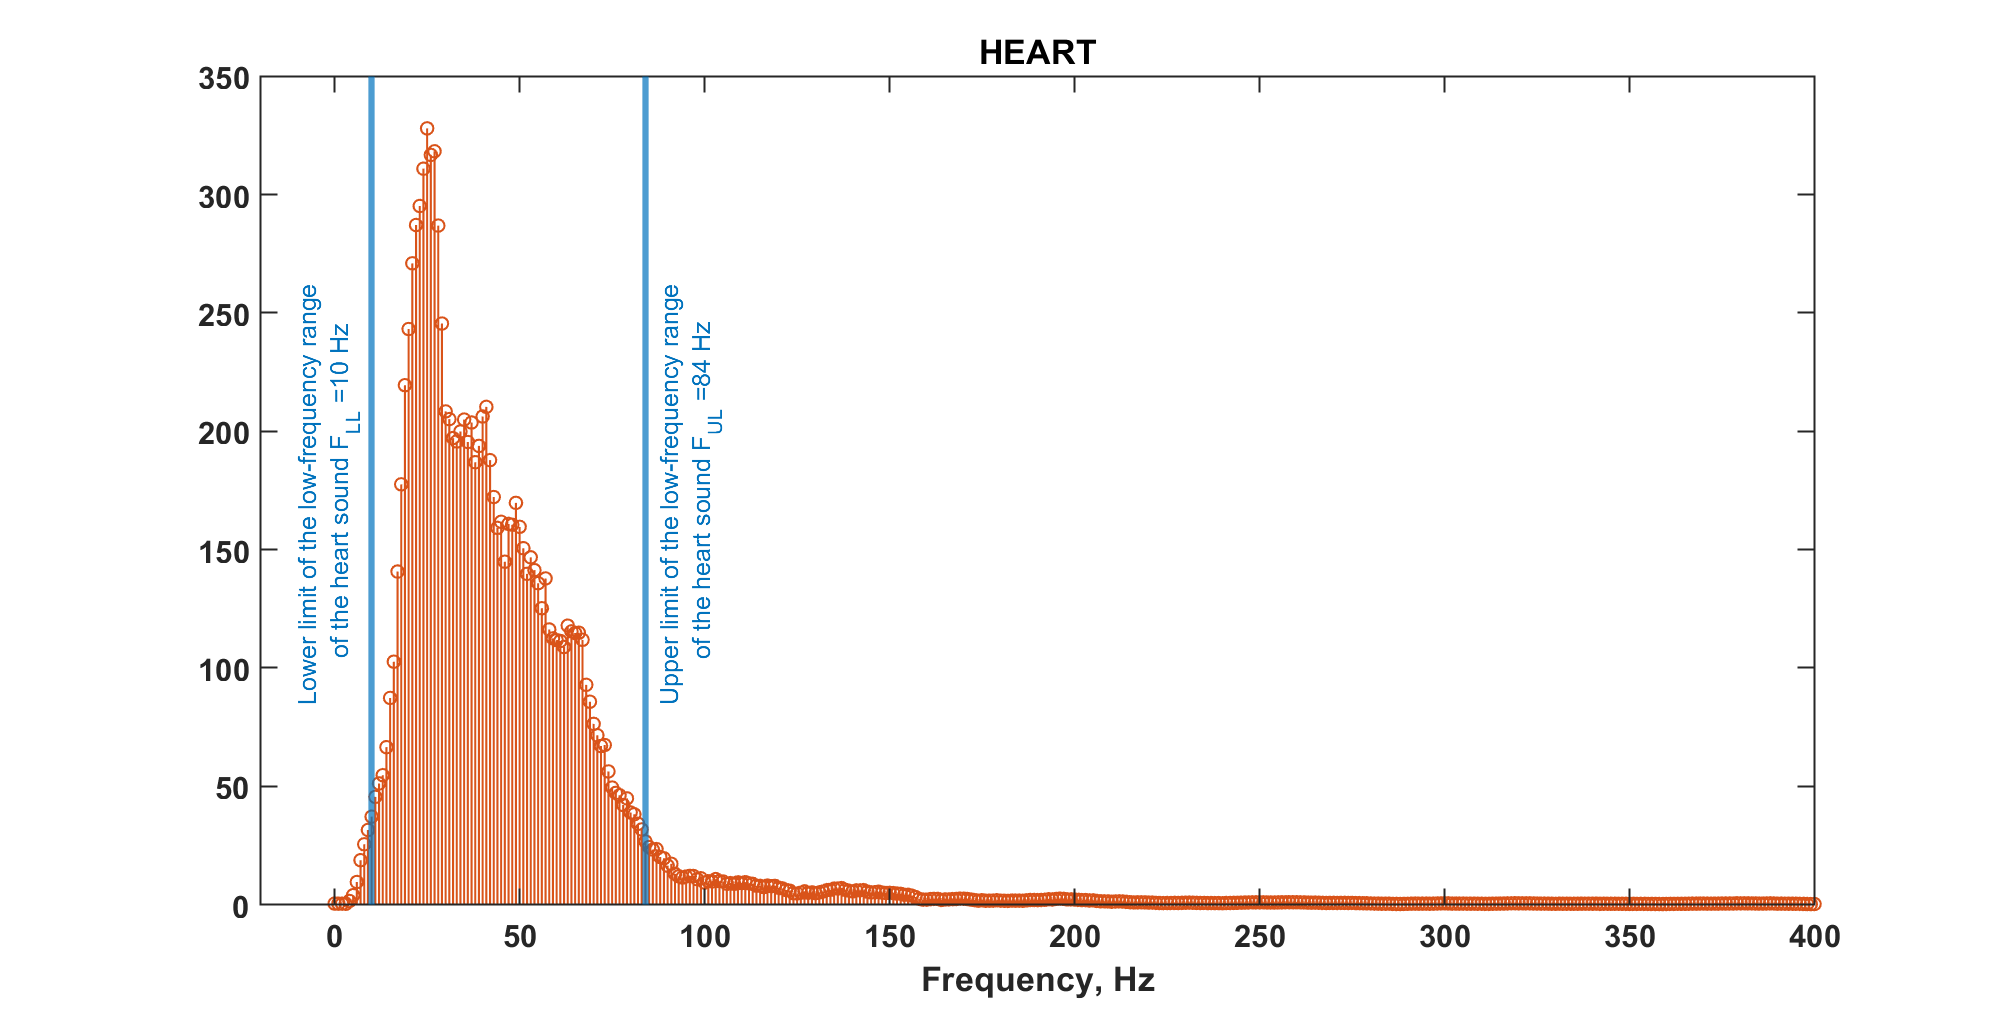 HEART
350
300
250
200
150
100
50
0
Lower limit of the low-frequency range
of the heart sound F_LL =10 Hz
Upper limit of the low-frequency range
of the heart sound F_UL =84 Hz
0 50 100 150 200 250 300 350 400
Frequency, Hz